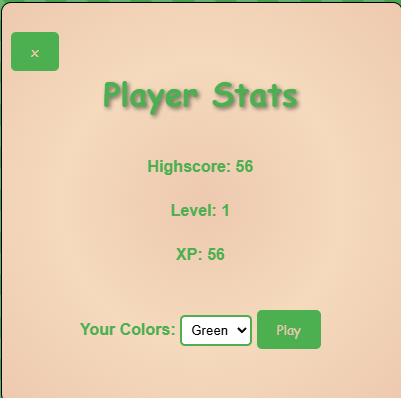 ×
Player Stats
Highscore: 56
Level: 1
XP: 56
Your Colors: Green Play